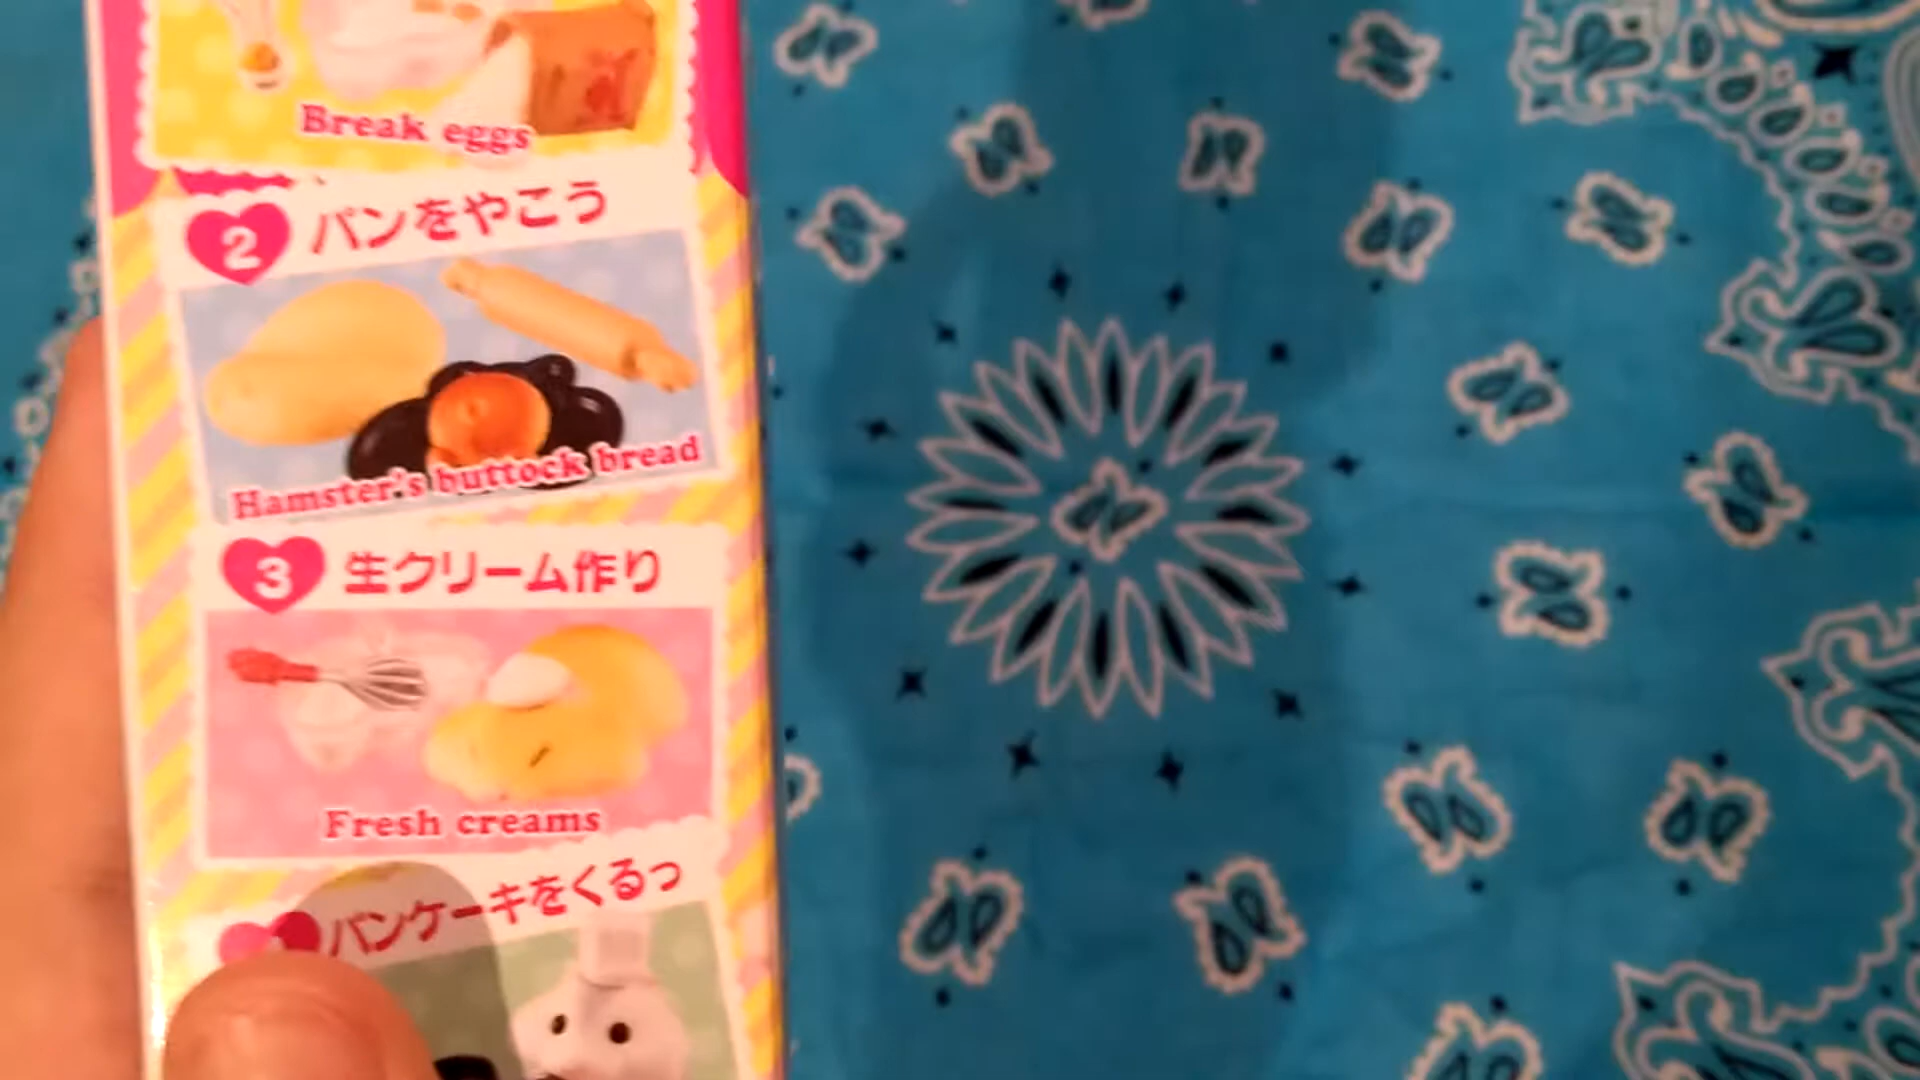 Break eggs
2 パンをやこう
Hamster's buttock bread
3 生クリーム作り
Fresh creams
パンケーキをくるっ